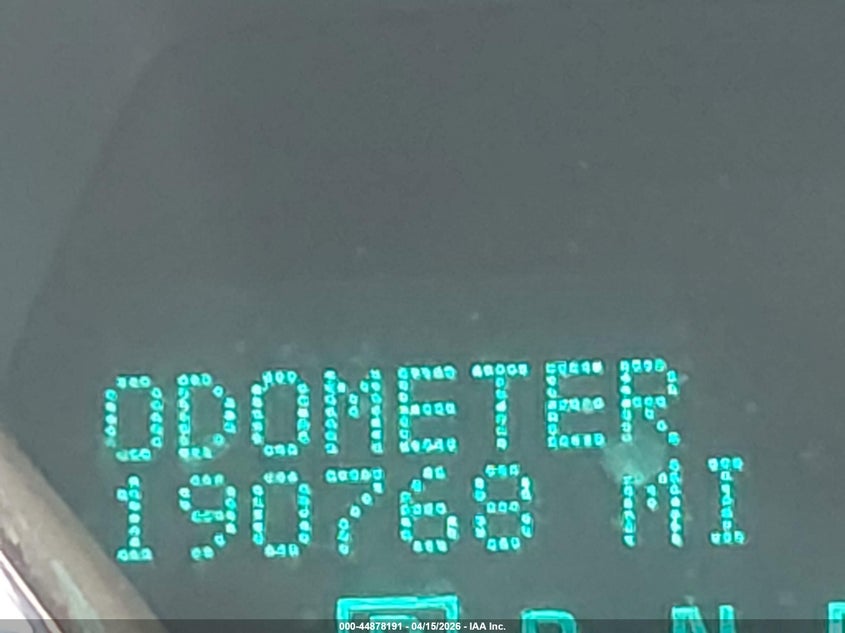 ODOMETER
190768 MI
R N
000-44878191 - 04/15/2026 - IAA Inc.